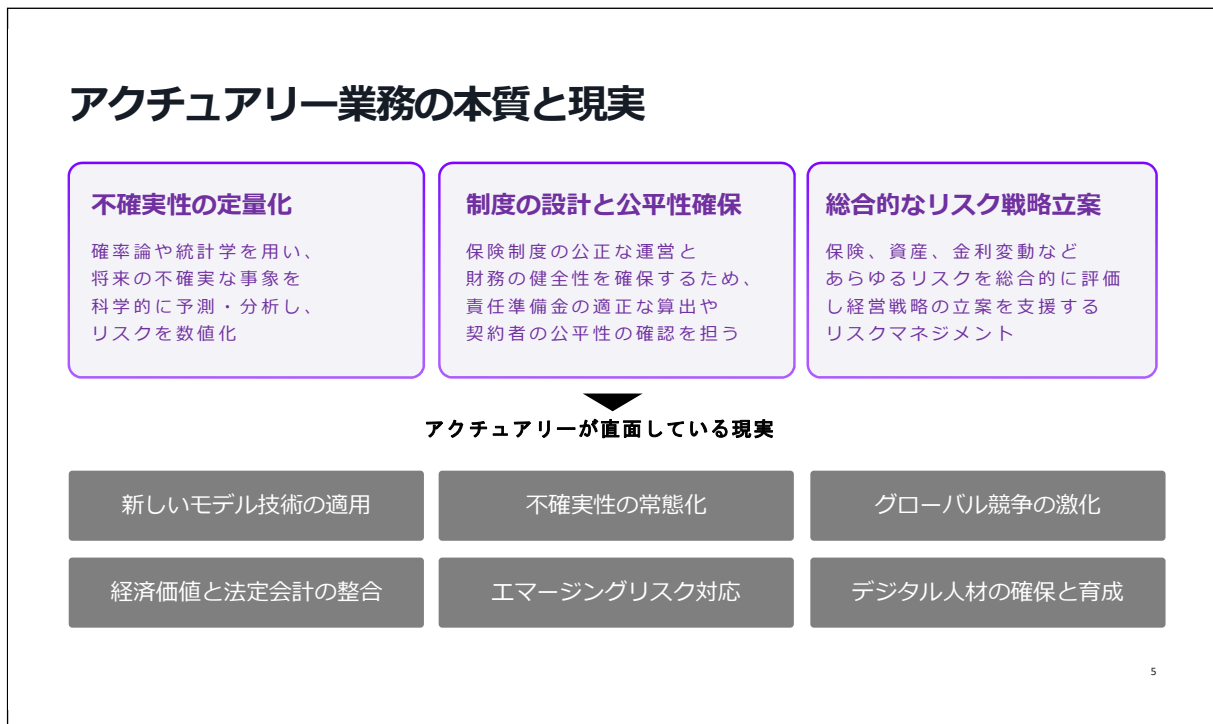 アクチュアリー業務の本質と現実
不確実性の定量化
確率論や統計学を用い、
将来の不確実な事象を
科学的に予測・分析し、
リスクを数値化
制度の設計と公平性確保
保険制度の公正な運営と
財務の健全性を確保するため、
責任準備金の適正な算出や
契約者の公平性の確認を担う
総合的なリスク戦略立案
保険、資産、金利変動など
あらゆるリスクを総合的に評価
し経営戦略の立案を支援する
リスクマネジメント
アクチュアリーが直面している現実
新しいモデル技術の適用
不確実性の常態化
グローバル競争の激化
経済価値と法定会計の整合
エマージングリスク対応
デジタル人材の確保と育成
5